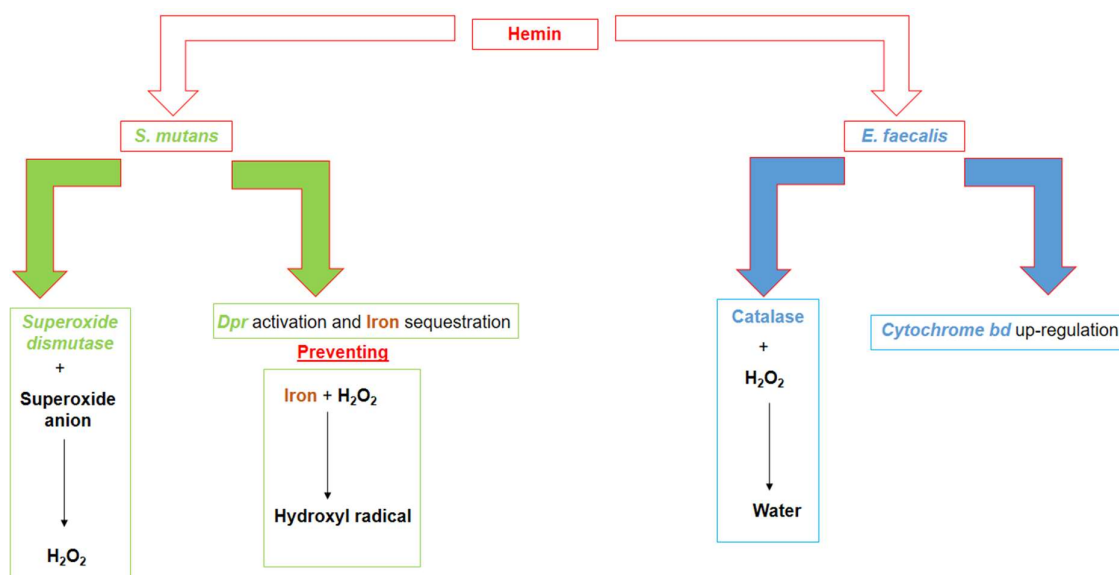 Hemin
S. mutans
E. faecalis
Superoxide
dismutase
+
Superoxide
anion
H₂O₂
Dpr activation and Iron sequestration
Preventing
Iron + H₂O₂
Hydroxyl radical
Catalase
+
H₂O₂
Water
Cytochrome bd up-regulation